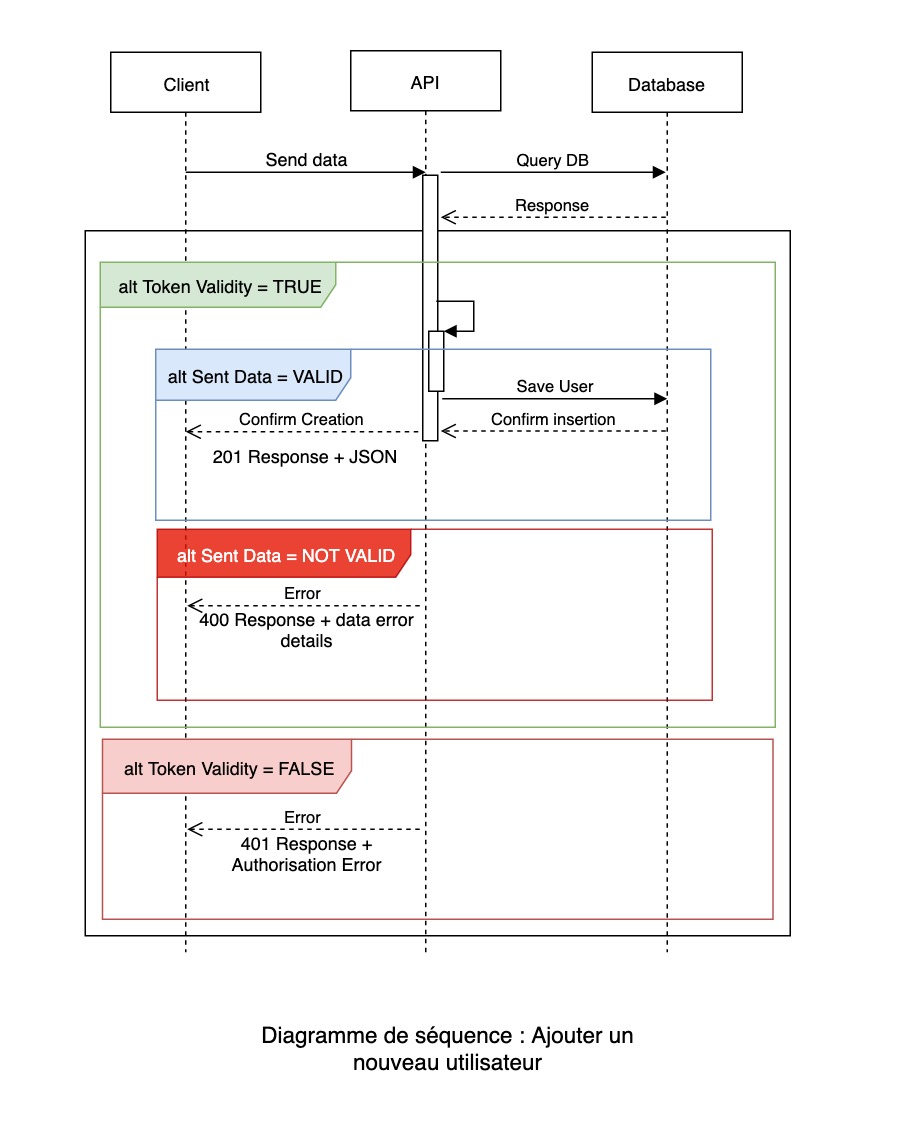 Client
API
Database
Send data
Query DB
Response
alt Token Validity = TRUE
alt Sent Data = VALID
Save User
Confirm Creation
Confirm insertion
201 Response + JSON
alt Sent Data = NOT VALID
Error
400 Response + data error
details
alt Token Validity = FALSE
Error
401 Response +
Authorisation Error
Diagramme de séquence : Ajouter un
nouveau utilisateur